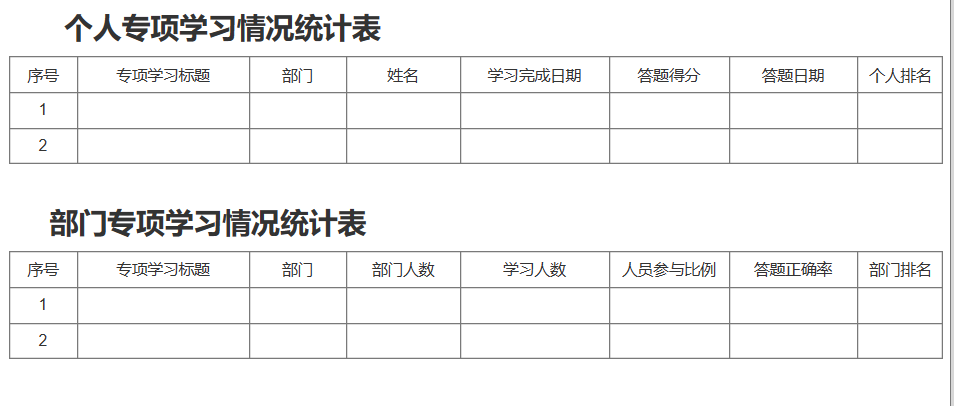 个人专项学习情况统计表
序号 专项学习标题 部门 姓名 学习完成日期 答题得分 答题日期 个人排名
1
2
部门专项学习情况统计表
序号 专项学习标题 部门 部门人数 学习人数 人员参与比例 答题正确率 部门排名
1
2